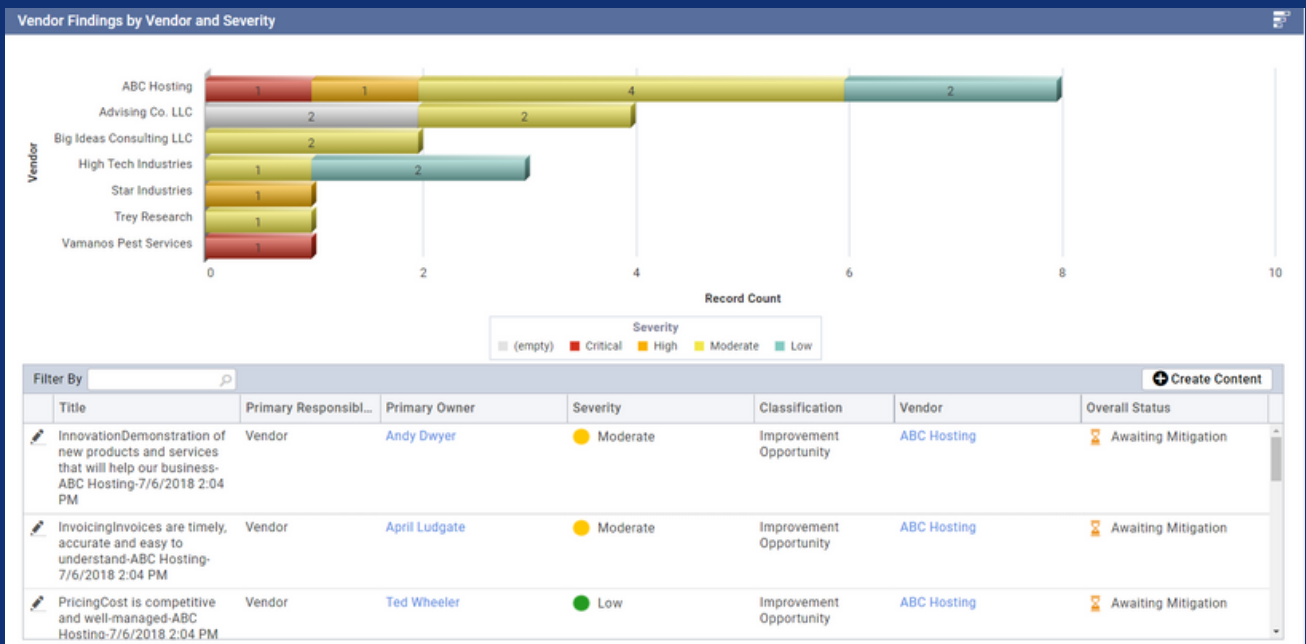 Vendor Findings by Vendor and Severity
ABC Hosting
1 1 4 2
Advising Co. LLC
2 2
Big Ideas Consulting LLC
2
High Tech Industries
1 2
Star Industries
1
Trey Research
1
Vamanos Pest Services
1
Vendor
0 2 4 6 8 10
Record Count
Severity
(empty) Critical High Moderate Low
Filter By
Create Content
Title Primary Responsibl... Primary Owner Severity Classification Vendor Overall Status
InnovationDemonstration of
new products and services
that will help our business-
ABC Hosting-7/6/2018 2:04
PM
Vendor
Andy Dwyer
Moderate
Improvement
Opportunity
ABC Hosting
Awaiting Mitigation
InvoicingInvoices are timely,
accurate and easy to
understand-ABC Hosting-
7/6/2018 2:04 PM
Vendor
April Ludgate
Moderate
Improvement
Opportunity
ABC Hosting
Awaiting Mitigation
PricingCost is competitive
and well-managed-ABC
Hosting-7/6/2018 2:04 PM
Vendor
Ted Wheeler
Low
Improvement
Opportunity
ABC Hosting
Awaiting Mitigation